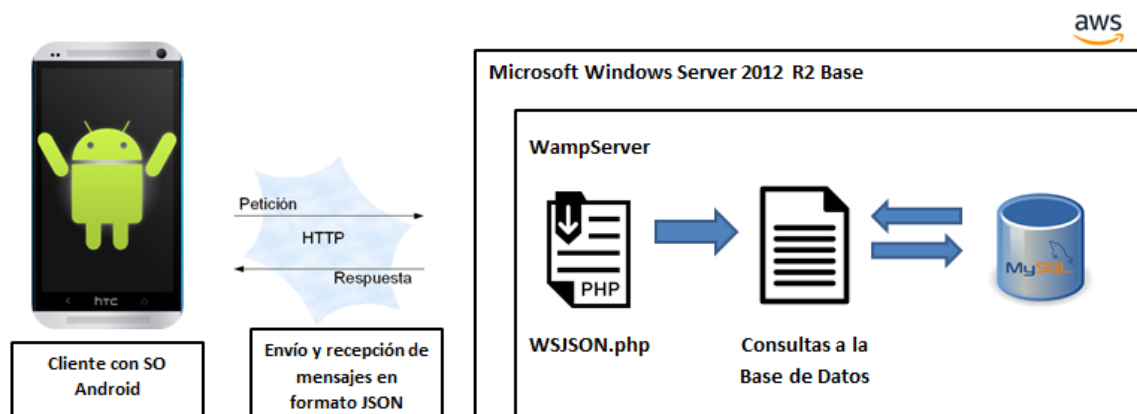 aws
Microsoft Windows Server 2012 R2 Base
WampServer
Petición
HTTP
Respuesta
PHP
MySQL
hTC
WSJSON.php
Consultas a la
Base de Datos
Cliente con SO
Android
Envío y recepción de
mensajes en
formato JSON